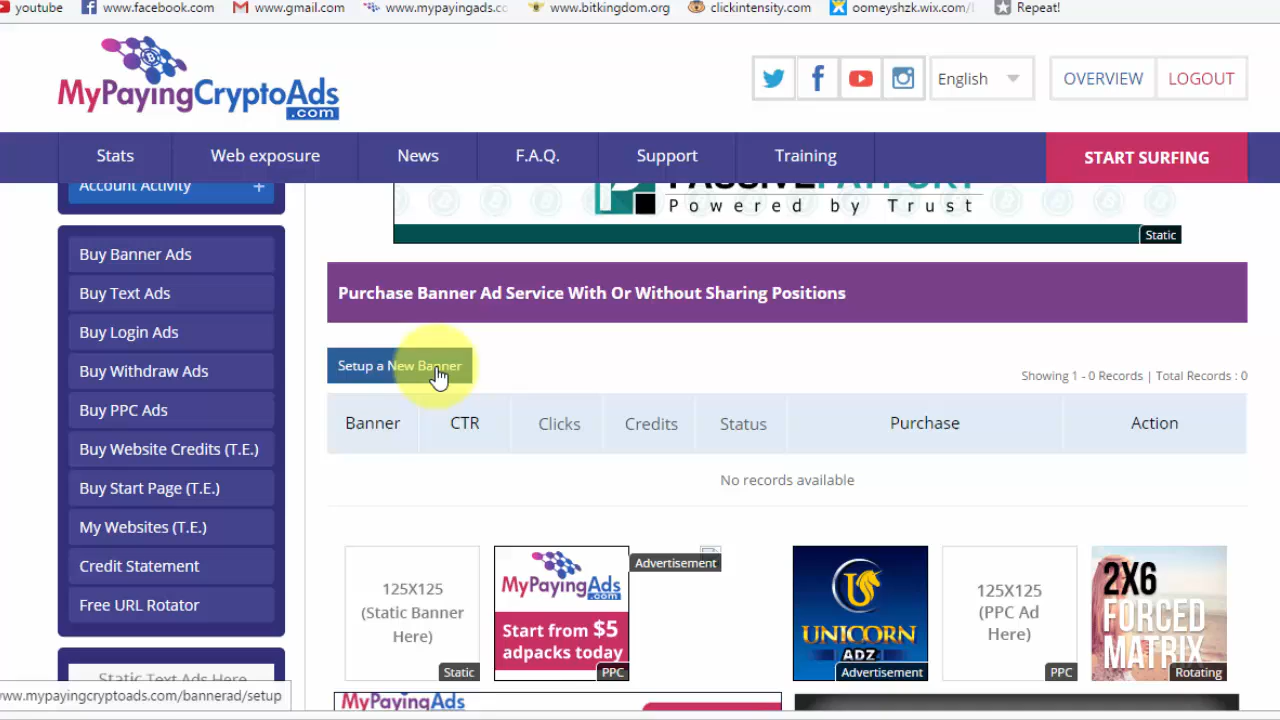 youtube
www.facebook.com
www.gmail.com
www.mypayingads.cc
www.bitkingdom.org
clickintensity.com
oomeyshzk.wix.com/
Repeat!
MyPayingCryptoAds
.com
English
OVERVIEW
LOGOUT
Stats
Web exposure
News
F.A.Q.
Support
Training
START SURFING
Account Activity
+
Powered by Trust
Static
Buy Banner Ads
Buy Text Ads
Buy Login Ads
Buy Withdraw Ads
Buy PPC Ads
Buy Website Credits (T.E.)
Buy Start Page (T.E.)
My Websites (T.E.)
Credit Statement
Free URL Rotator
Static Text Ads Here
www.mypayingcryptoads.com/bannerad/setup
Purchase Banner Ad Service With Or Without Sharing Positions
Setup a New Banner
Showing 1 - 0 Records | Total Records : 0
Banner
CTR
Clicks
Credits
Status
Purchase
Action
No records available
125X125
(Static Banner
Here)
Static
MyPayingAds
.com
Start from $5
adpacks today
PPC
Advertisement
UNICORN
ADZ
Advertisement
125X125
(PPC Ad
Here)
PPC
2X6
FORCED
MATRIX
Rotating
MyPayingAds